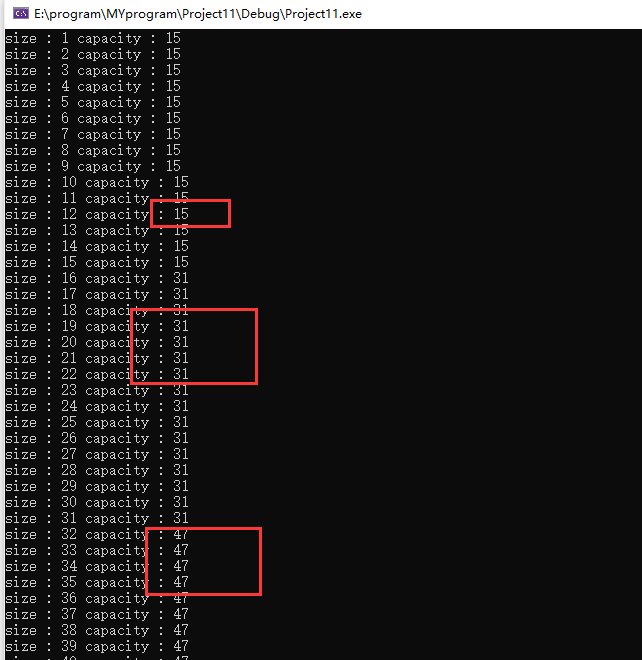 E:\program\MYprogram\Project11\Debug\Project11.exe
size : 1 capacity : 15
size : 2 capacity : 15
size : 3 capacity : 15
size : 4 capacity : 15
size : 5 capacity : 15
size : 6 capacity : 15
size : 7 capacity : 15
size : 8 capacity : 15
size : 9 capacity : 15
size : 10 capacity : 15
size : 11 capacity : 15
size : 12 capacity : 15
size : 13 capacity : 15
size : 14 capacity : 15
size : 15 capacity : 15
size : 16 capacity : 31
size : 17 capacity : 31
size : 18 capacity : 31
size : 19 capacity : 31
size : 20 capacity : 31
size : 21 capacity : 31
size : 22 capacity : 31
size : 23 capacity : 31
size : 24 capacity : 31
size : 25 capacity : 31
size : 26 capacity : 31
size : 27 capacity : 31
size : 28 capacity : 31
size : 29 capacity : 31
size : 30 capacity : 31
size : 31 capacity : 31
size : 32 capacity : 47
size : 33 capacity : 47
size : 34 capacity : 47
size : 35 capacity : 47
size : 36 capacity : 47
size : 37 capacity : 47
size : 38 capacity : 47
size : 39 capacity : 47